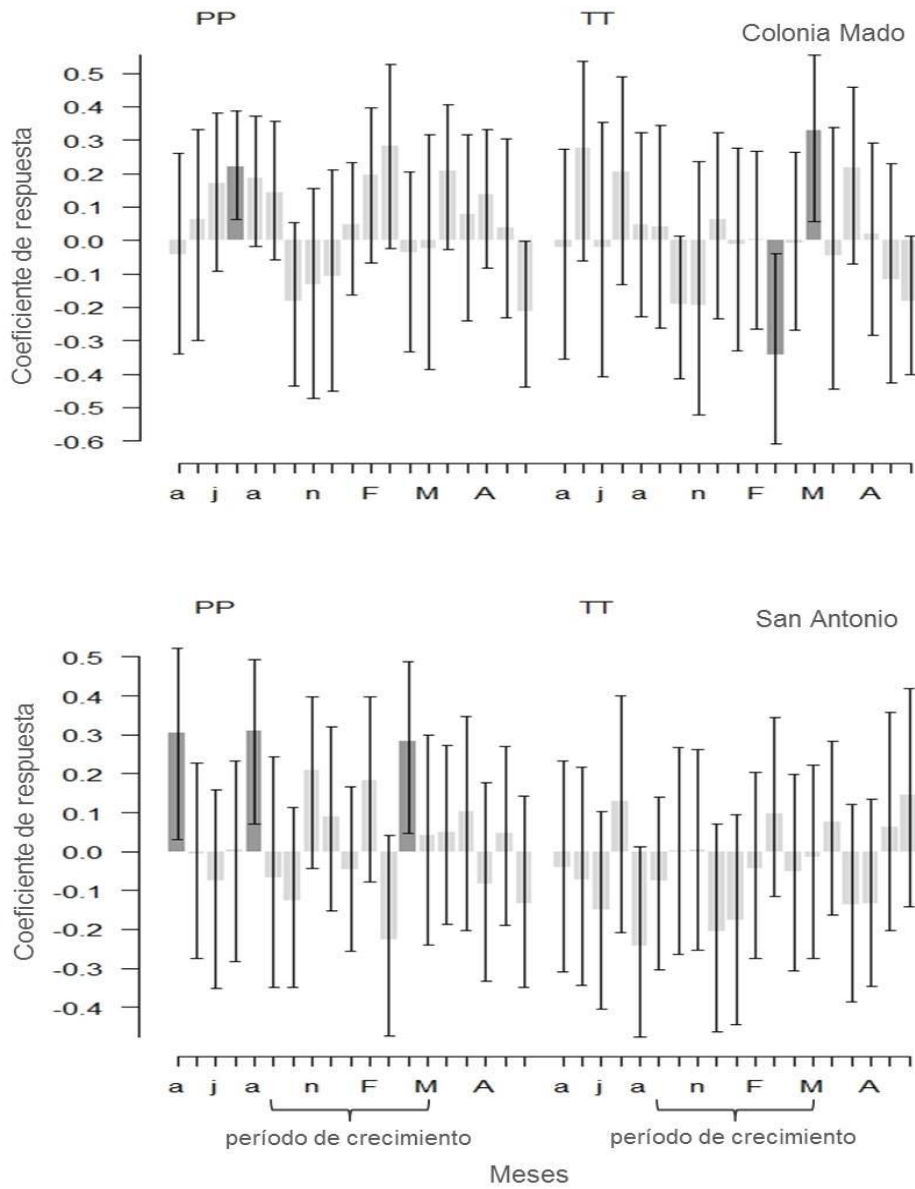 PP TT
Colonia Mado
Coeficiente de respuesta
0.5
0.4
0.3
0.2
0.1
0.0
-0.1
-0.2
-0.3
-0.4
-0.5
-0.6
a j a n F M A a j a n F M A
PP TT
San Antonio
Coeficiente de respuesta
0.5
0.4
0.3
0.2
0.1
0.0
-0.1
-0.2
-0.3
-0.4
a j a n F M A a j a n F M A
período de crecimiento período de crecimiento
Meses